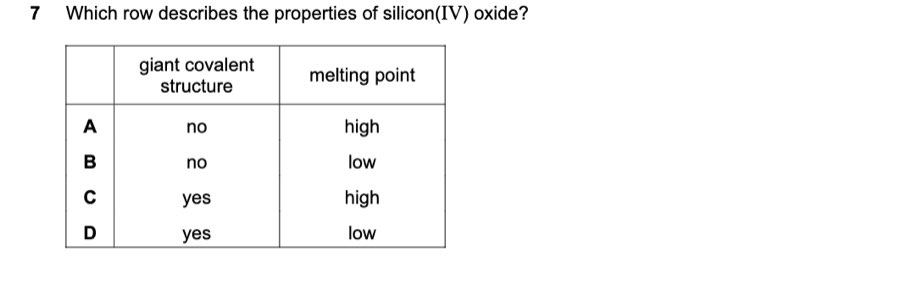 7 Which row describes the properties of silicon(IV) oxide?
giant covalent structure melting point
A no high
B no low
C yes high
D yes low